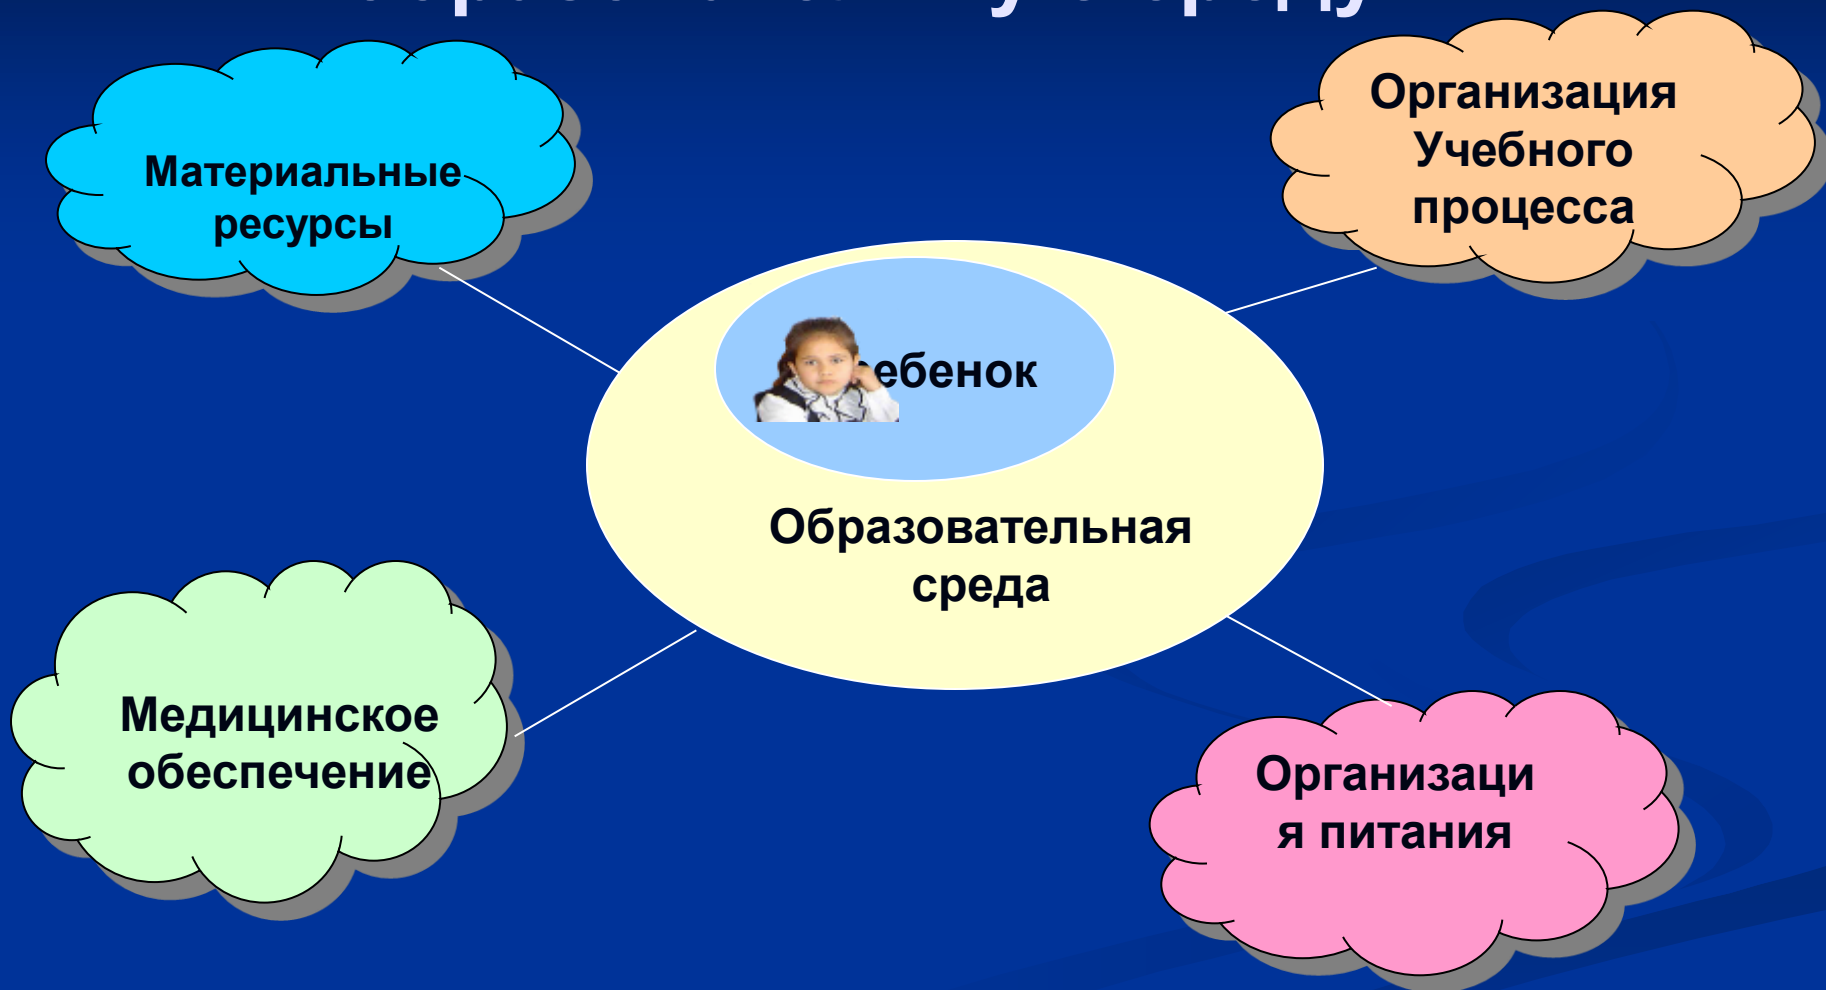 Материальные
ресурсы
Организация
Учебного
процесса
ебенок
Образовательная
среда
Медицинское
обеспечение
Организаци
я питания